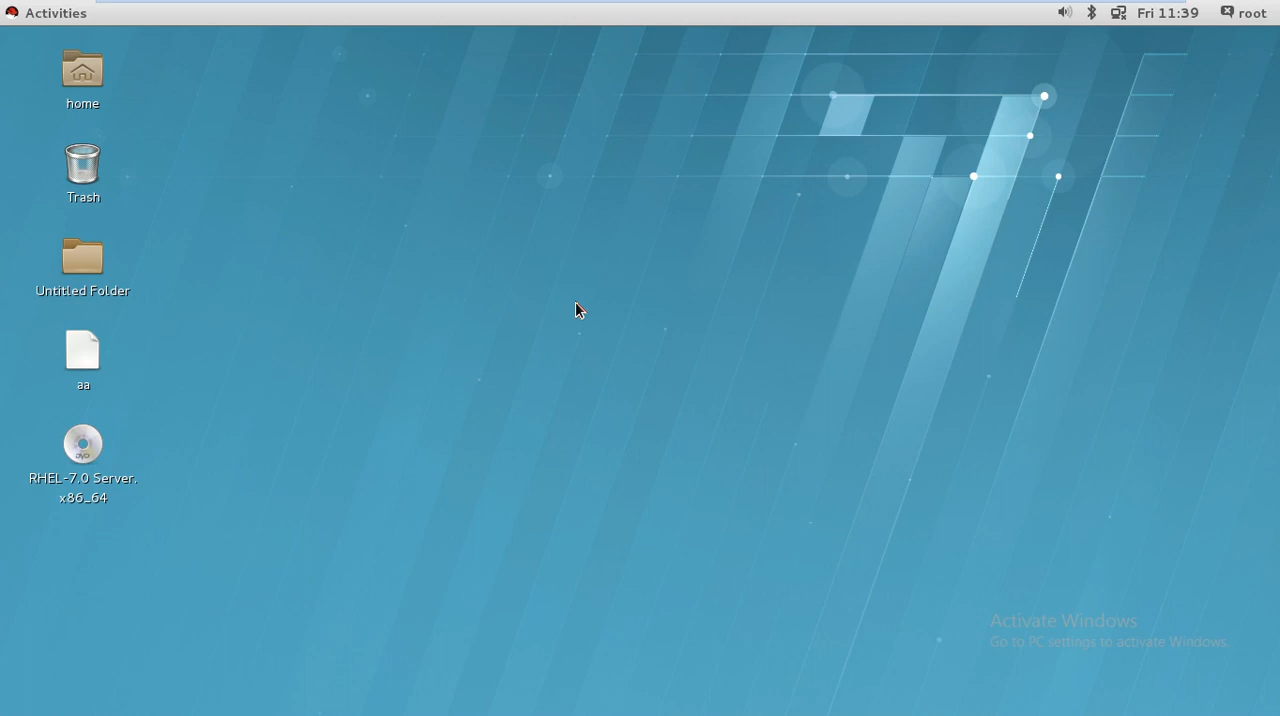 Activities
Fri 11:39
root
home
Trash
Untitled Folder
aa
DVD
RHEL-7.0 Server.
x86_64
Activate Windows
Go to PC settings to activate Windows.